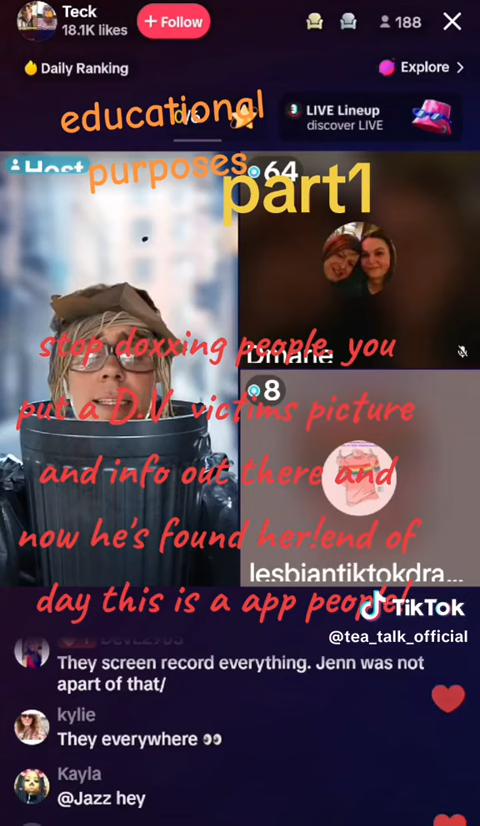 Teck
18.1K likes
+ Follow
188
Daily Ranking
Explore >
educational
purposes
LIVE Lineup
discover LIVE
Host
64
part1
Dmane
8
stop doxxing people, you
put a D.V. victims picture
and info out there and
now he's found her!end of
day this is a app people!
lesbiantiktokdra...
TikTok
@tea_talk_official
They screen record everything. Jenn was not
apart of that/
kylie
They everywhere 👀
Kayla
@Jazz hey